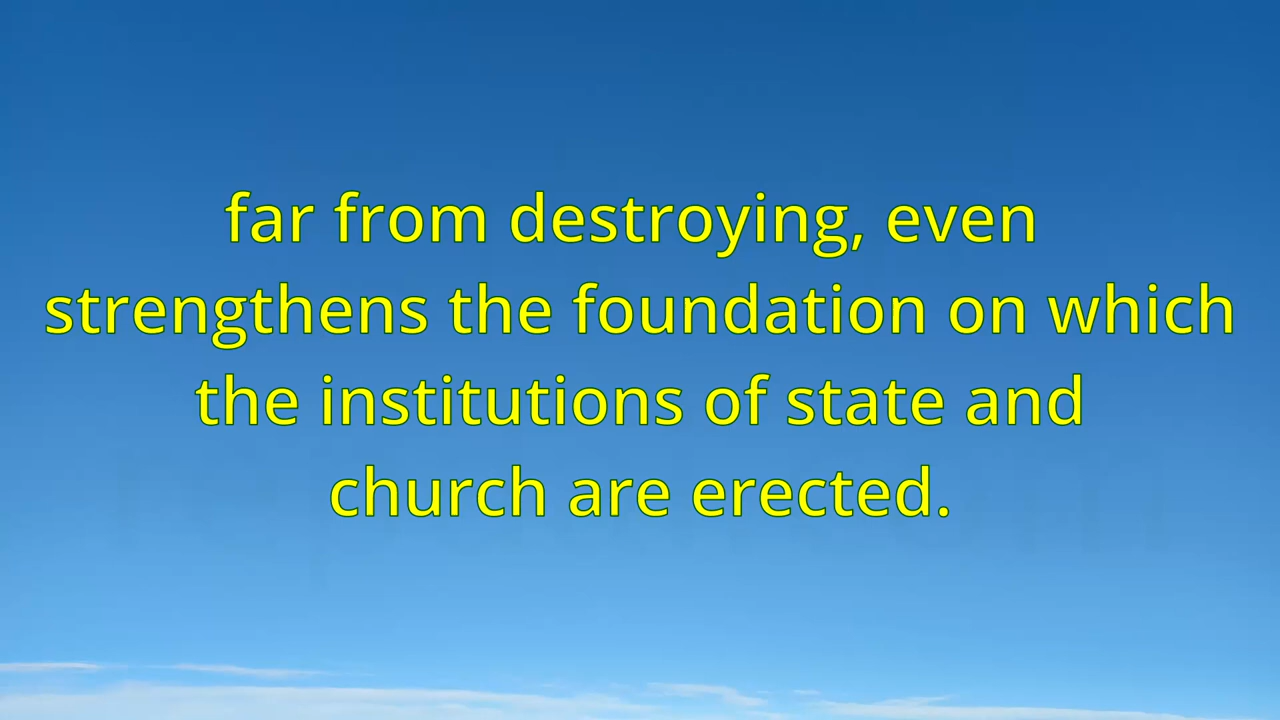 far from destroying, even
strengthens the foundation on which
the institutions of state and
church are erected.